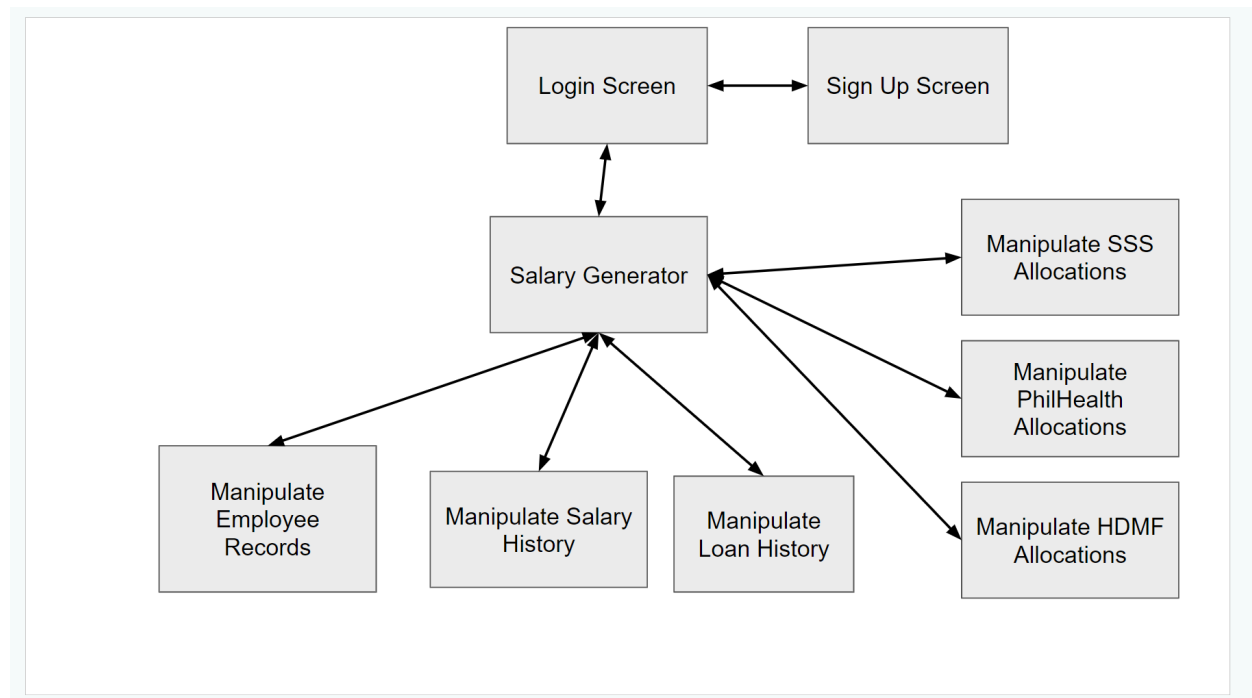 Login Screen
Sign Up Screen
Salary Generator
Manipulate SSS
Allocations
Manipulate
PhilHealth
Allocations
Manipulate HDMF
Allocations
Manipulate
Employee
Records
Manipulate Salary
History
Manipulate
Loan History